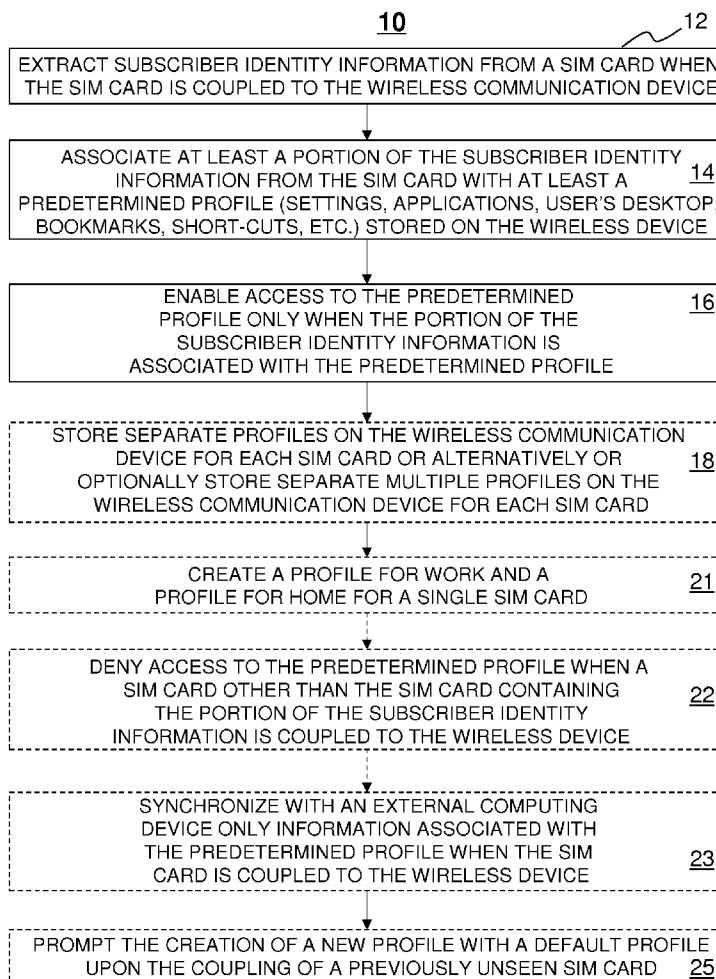 10
12
EXTRACT SUBSCRIBER IDENTITY INFORMATION FROM A SIM CARD WHEN
THE SIM CARD IS COUPLED TO THE WIRELESS COMMUNICATION DEVICE
ASSOCIATE AT LEAST A PORTION OF THE SUBSCRIBER IDENTITY
INFORMATION FROM THE SIM CARD WITH AT LEAST A
14
PREDETERMINED PROFILE (SETTINGS, APPLICATIONS, USER'S DESKTOP,
BOOKMARKS, SHORT-CUTS, ETC.) STORED ON THE WIRELESS DEVICE
ENABLE ACCESS TO THE PREDETERMINED
16
PROFILE ONLY WHEN THE PORTION OF THE
SUBSCRIBER IDENTITY INFORMATION IS
ASSOCIATED WITH THE PREDETERMINED PROFILE
STORE SEPARATE PROFILES ON THE WIRELESS COMMUNICATION
DEVICE FOR EACH SIM CARD OR ALTERNATIVELY OR
18
OPTIONALLY STORE SEPARATE MULTIPLE PROFILES ON THE
WIRELESS COMMUNICATION DEVICE FOR EACH SIM CARD
CREATE A PROFILE FOR WORK AND A
21
PROFILE FOR HOME FOR A SINGLE SIM CARD
DENY ACCESS TO THE PREDETERMINED PROFILE WHEN A
SIM CARD OTHER THAN THE SIM CARD CONTAINING
22
THE PORTION OF THE SUBSCRIBER IDENTITY
INFORMATION IS COUPLED TO THE WIRELESS DEVICE
SYNCHRONIZE WITH AN EXTERNAL COMPUTING
DEVICE ONLY INFORMATION ASSOCIATED WITH
THE PREDETERMINED PROFILE WHEN THE SIM
23
CARD IS COUPLED TO THE WIRELESS DEVICE
PROMPT THE CREATION OF A NEW PROFILE WITH A DEFAULT PROFILE
UPON THE COUPLING OF A PREVIOUSLY UNSEEN SIM CARD
25